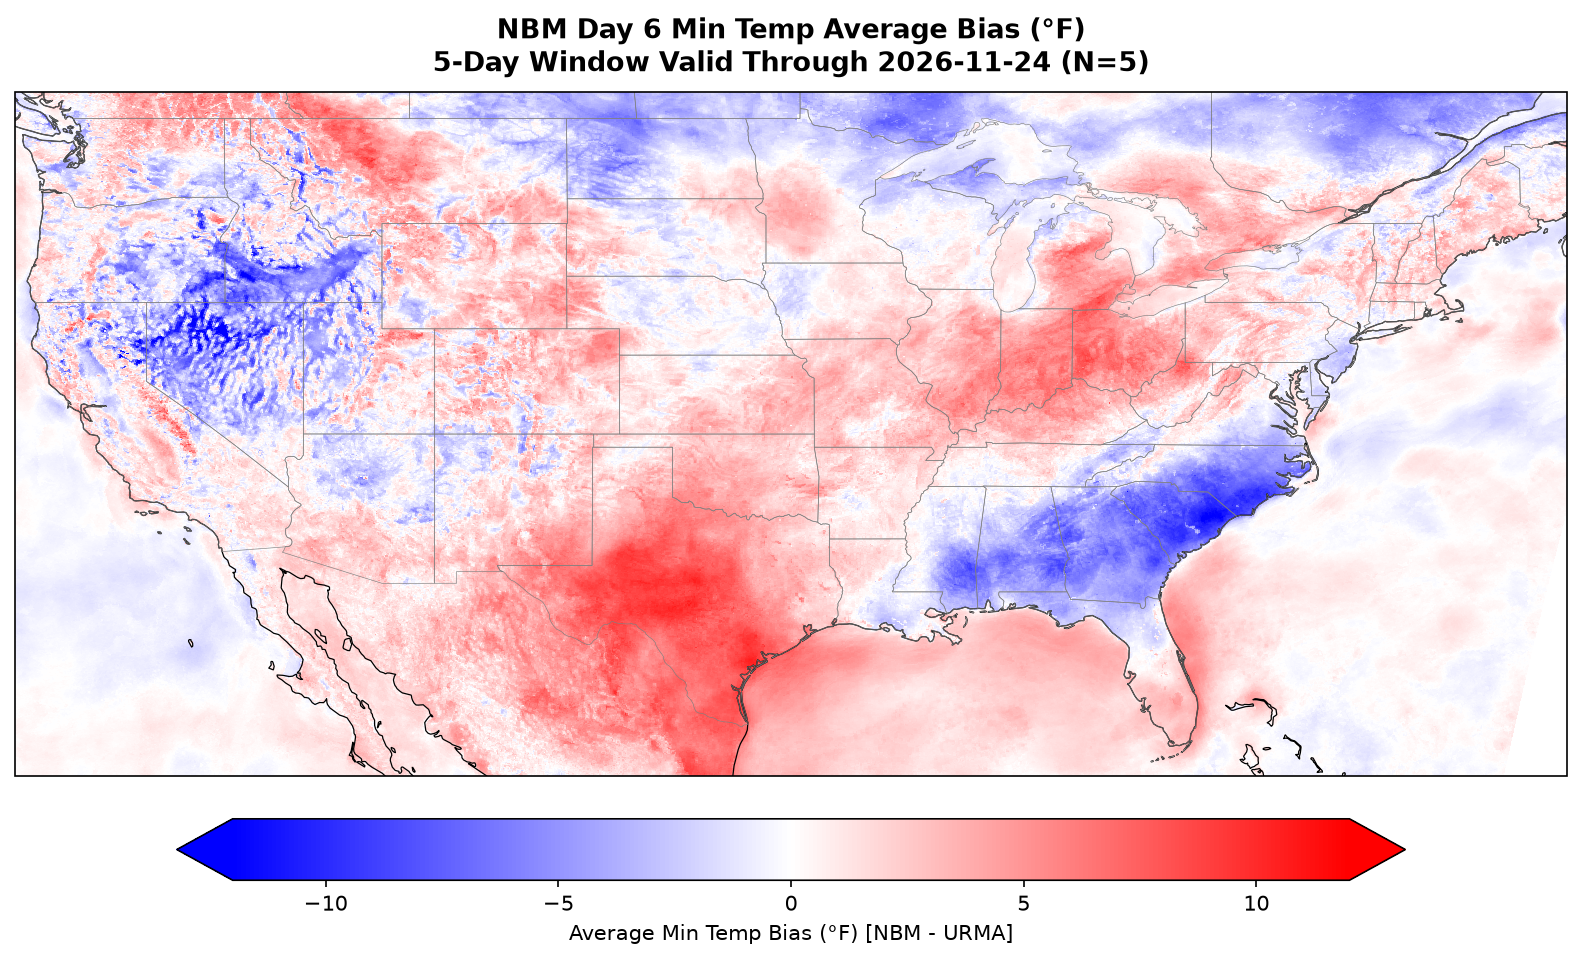 NBM Day 6 Min Temp Average Bias (°F)
5-Day Window Valid Through 2026-11-24 (N=5)
−10 −5 0 5 10
Average Min Temp Bias (°F) [NBM - URMA]